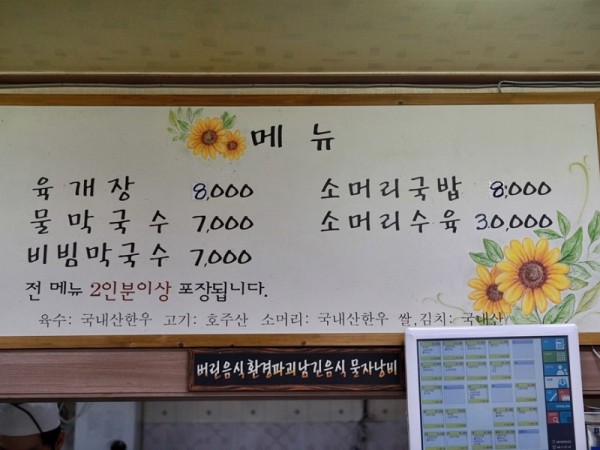 메뉴
육개장 8,000
물막국수 7,000
비빔막국수 7,000
소머리국밥 8,000
소머리수육 30,000
전 메뉴 2인분이상 포장됩니다.
육수: 국내산한우 고기: 호주산 소머리: 국내산한우 쌀,김치: 국내산
버린음식 환경파괴 남긴음식 물자낭비